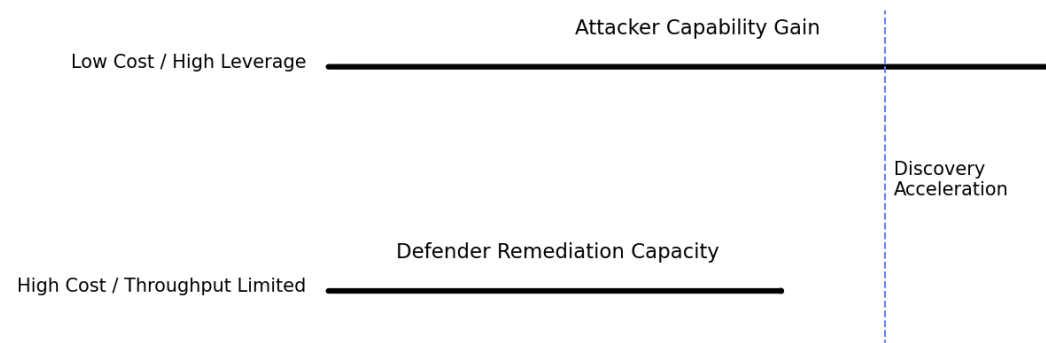 Attacker Capability Gain
Low Cost / High Leverage
Discovery
Acceleration
Defender Remediation Capacity
High Cost / Throughput Limited